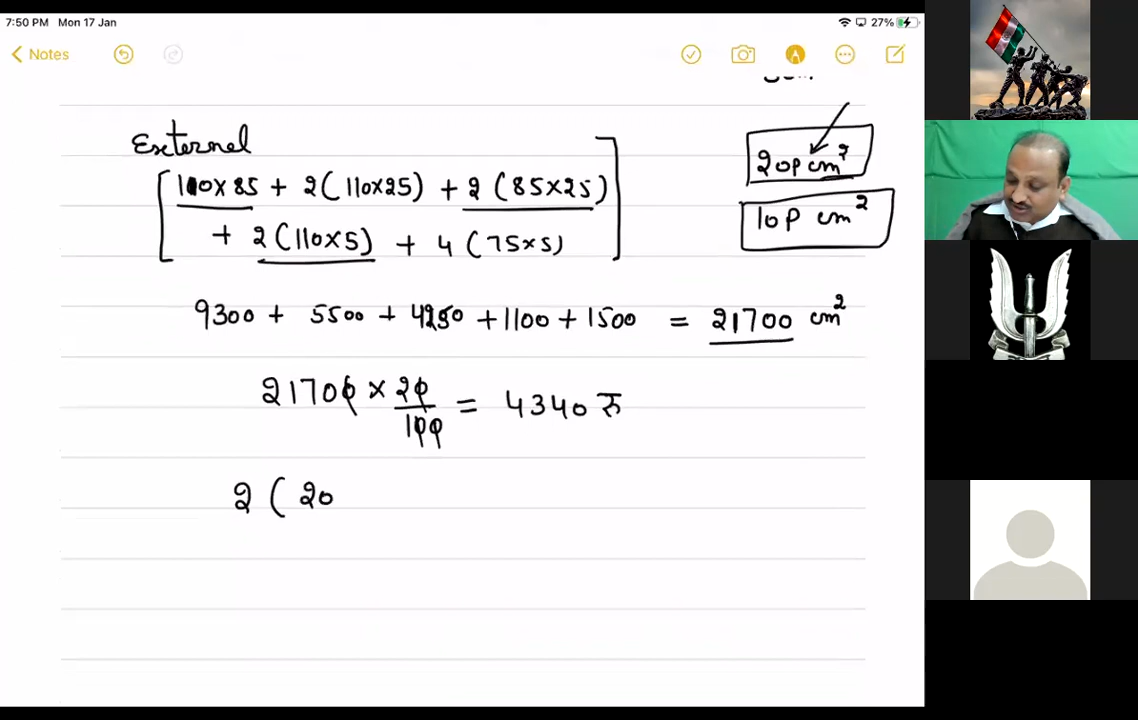 7:50 PM Mon 17 Jan
27%
Notes
External
[110x85 + 2(110x25) + 2(85x25)
+ 2(110x5) + 4(75x5)]
20p cm²
10p cm²
9300 + 5500 + 4250 + 1100 + 1500 = 21700 cm²
21700 x 20/100 = 4340 रु
2(20